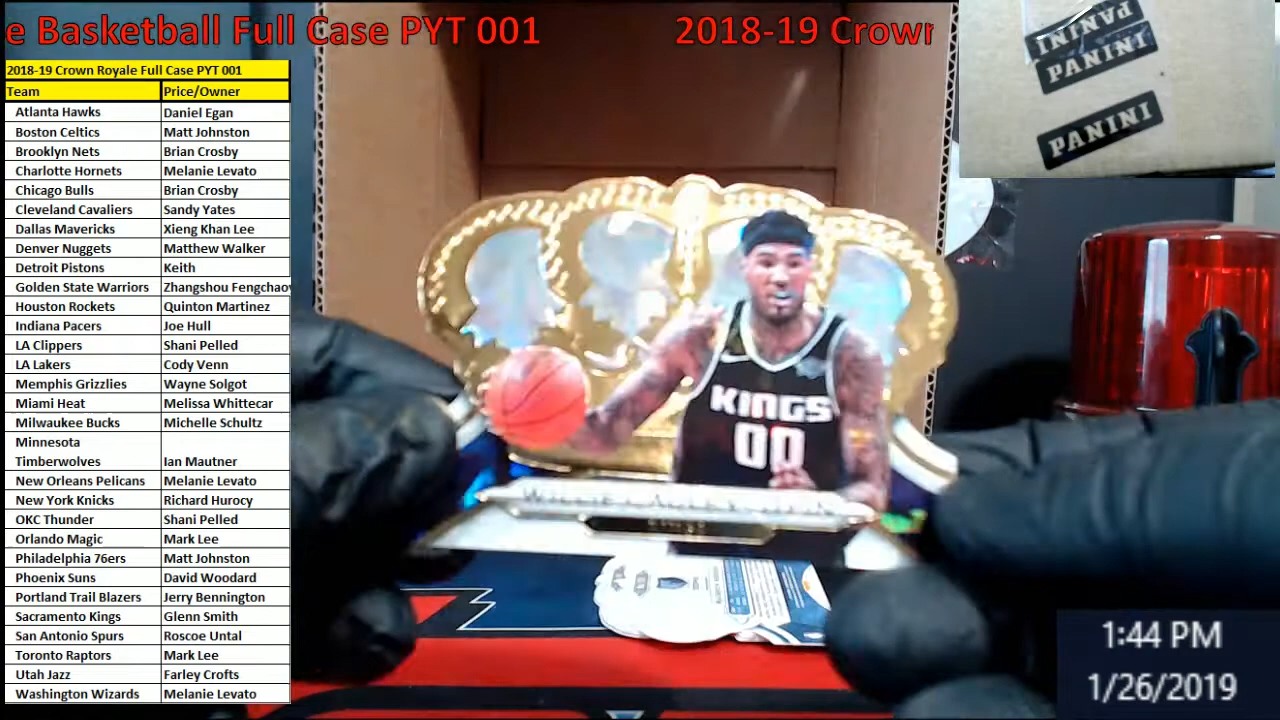 e Basketball Full Case PYT 001 2018-19 Crown
2018-19 Crown Royale Full Case PYT 001
Team Price/Owner
Atlanta Hawks Daniel Egan
Boston Celtics Matt Johnston
Brooklyn Nets Brian Crosby
Charlotte Hornets Melanie Levato
Chicago Bulls Brian Crosby
Cleveland Cavaliers Sandy Yates
Dallas Mavericks Xieng Khan Lee
Denver Nuggets Matthew Walker
Detroit Pistons Keith
Golden State Warriors Zhangshou Fengchaov
Houston Rockets Quinton Martinez
Indiana Pacers Joe Hull
LA Clippers Shani Pelled
LA Lakers Cody Venn
Memphis Grizzlies Wayne Solgot
Miami Heat Melissa Whittecar
Milwaukee Bucks Michelle Schultz
Minnesota
Timberwolves Ian Mautner
New Orleans Pelicans Melanie Levato
New York Knicks Richard Hurocy
OKC Thunder Shani Pelled
Orlando Magic Mark Lee
Philadelphia 76ers Matt Johnston
Phoenix Suns David Woodard
Portland Trail Blazers Jerry Bennington
Sacramento Kings Glenn Smith
San Antonio Spurs Roscoe Untal
Toronto Raptors Mark Lee
Utah Jazz Farley Crofts
Washington Wizards Melanie Levato
PANINI
PANINI
PANINI
KINGS
00
WILLIE CAULEY-STEIN
1:44 PM
1/26/2019